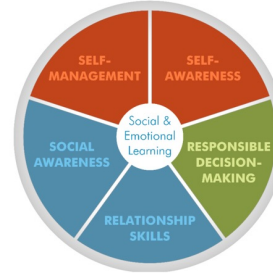 SELF-
MANAGEMENT
SELF-
AWARENESS
Social &
Emotional
Learning
SOCIAL
AWARENESS
RESPONSIBLE
DECISION-
MAKING
RELATIONSHIP
SKILLS